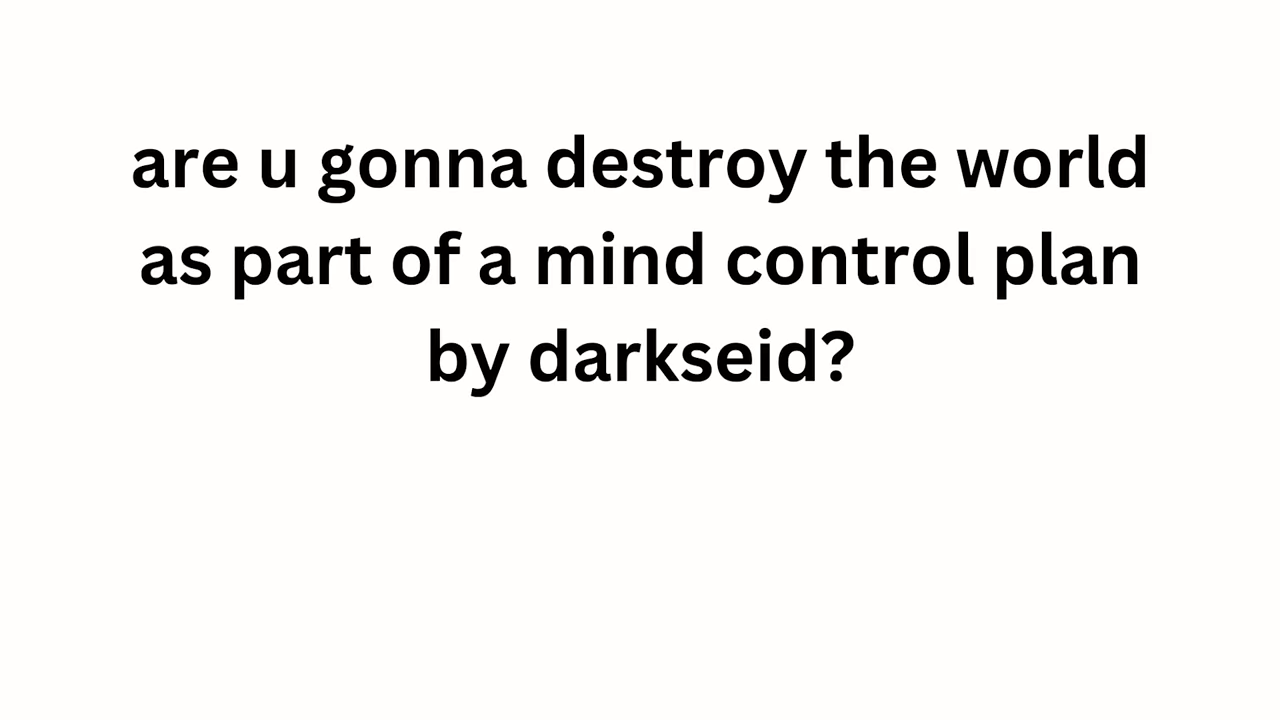 are u gonna destroy the world
as part of a mind control plan
by darkseid?